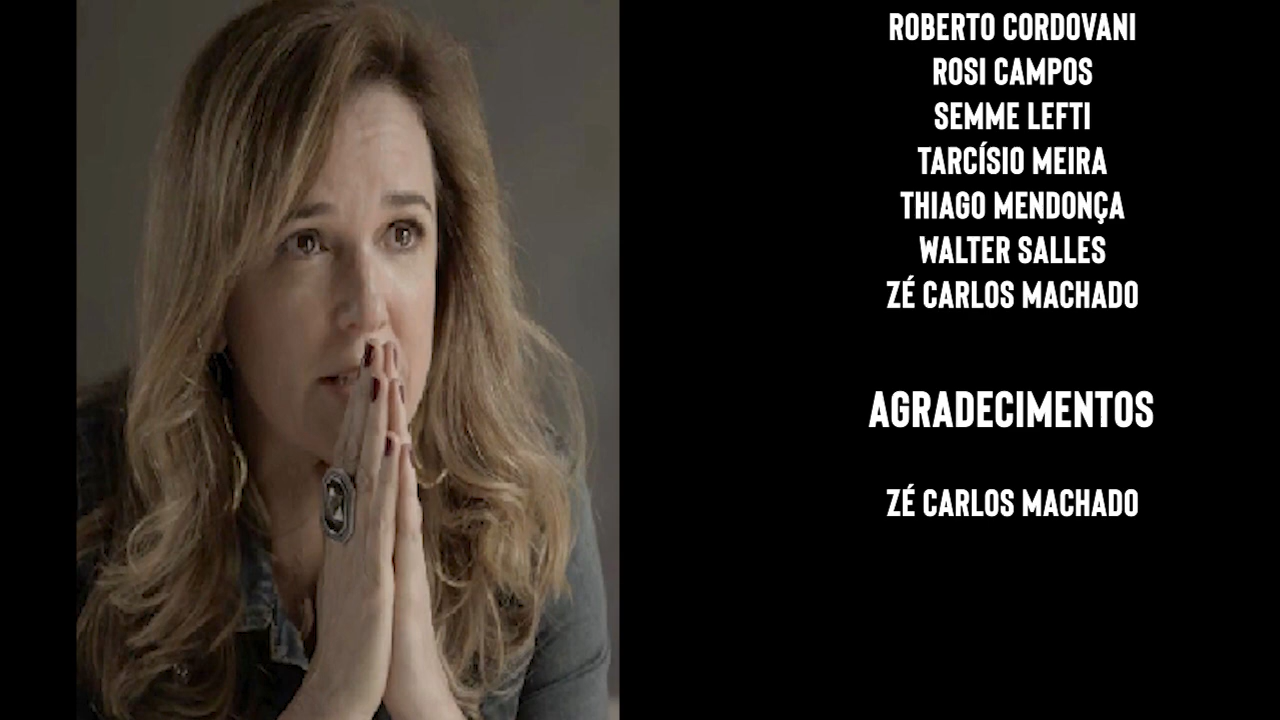 ROBERTO CORDOVANI
ROSI CAMPOS
SEMME LEFTI
TARCÍSIO MEIRA
THIAGO MENDONÇA
WALTER SALLES
ZÉ CARLOS MACHADO
AGRADECIMENTOS
ZÉ CARLOS MACHADO